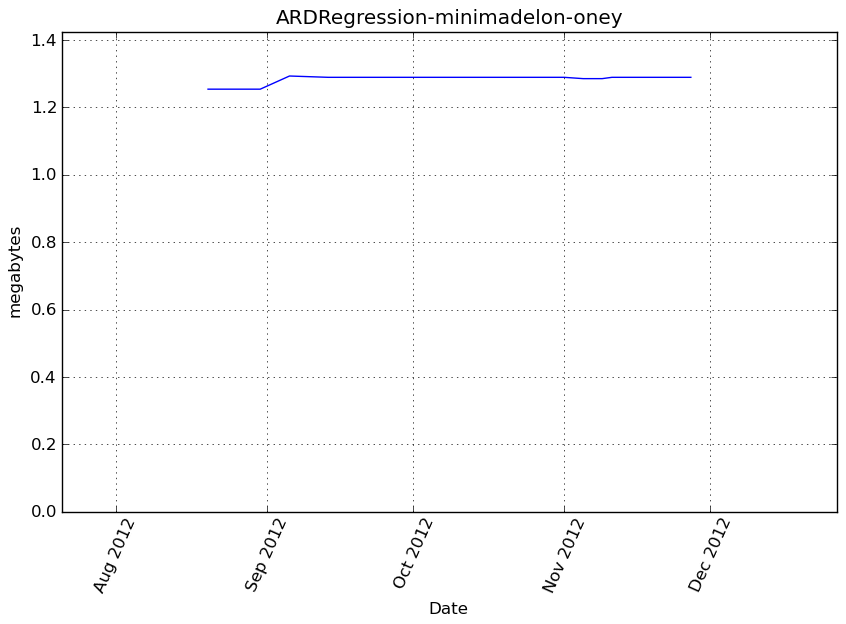 ARDRegression-minimadelon-oney
1.4
1.2
1.0
0.8
0.6
0.4
0.2
0.0
megabytes
Aug 2012
Sep 2012
Oct 2012
Nov 2012
Dec 2012
Date